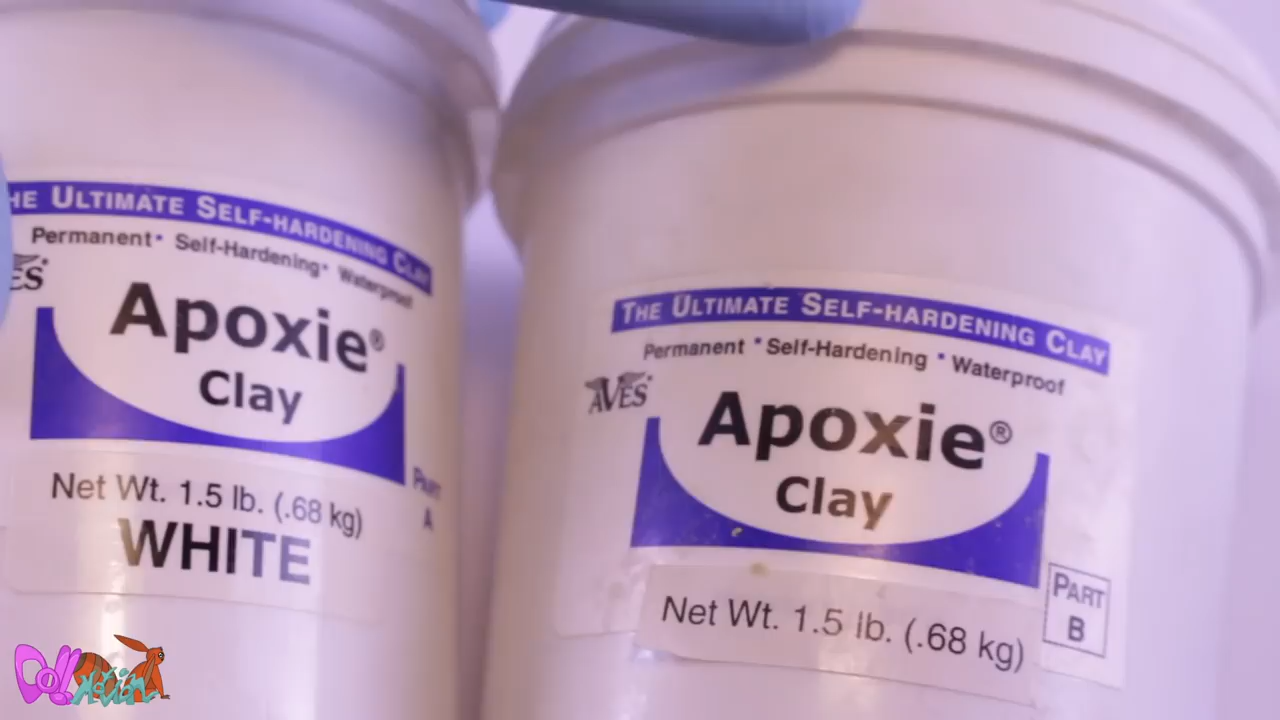 HE ULTIMATE SELF-HARDENING CLAY
Permanent • Self-Hardening • Waterproof
ES
Apoxie®
Clay
PART
A
Net Wt. 1.5 lb. (.68 kg)
WHITE
THE ULTIMATE SELF-HARDENING CLAY
Permanent • Self-Hardening • Waterproof
AVES
Apoxie®
Clay
PART
B
Net Wt. 1.5 lb. (.68 kg)